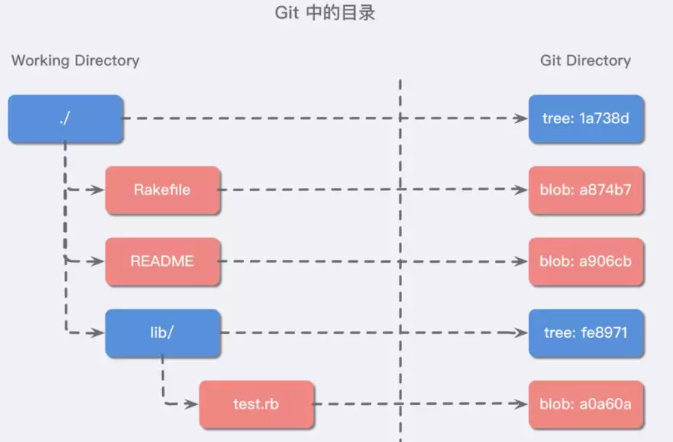 Git 中的目录
Working Directory
Git Directory
./
tree: 1a738d
Rakefile
blob: a874b7
README
blob: a906cb
lib/
tree: fe8971
test.rb
blob: a0a60a